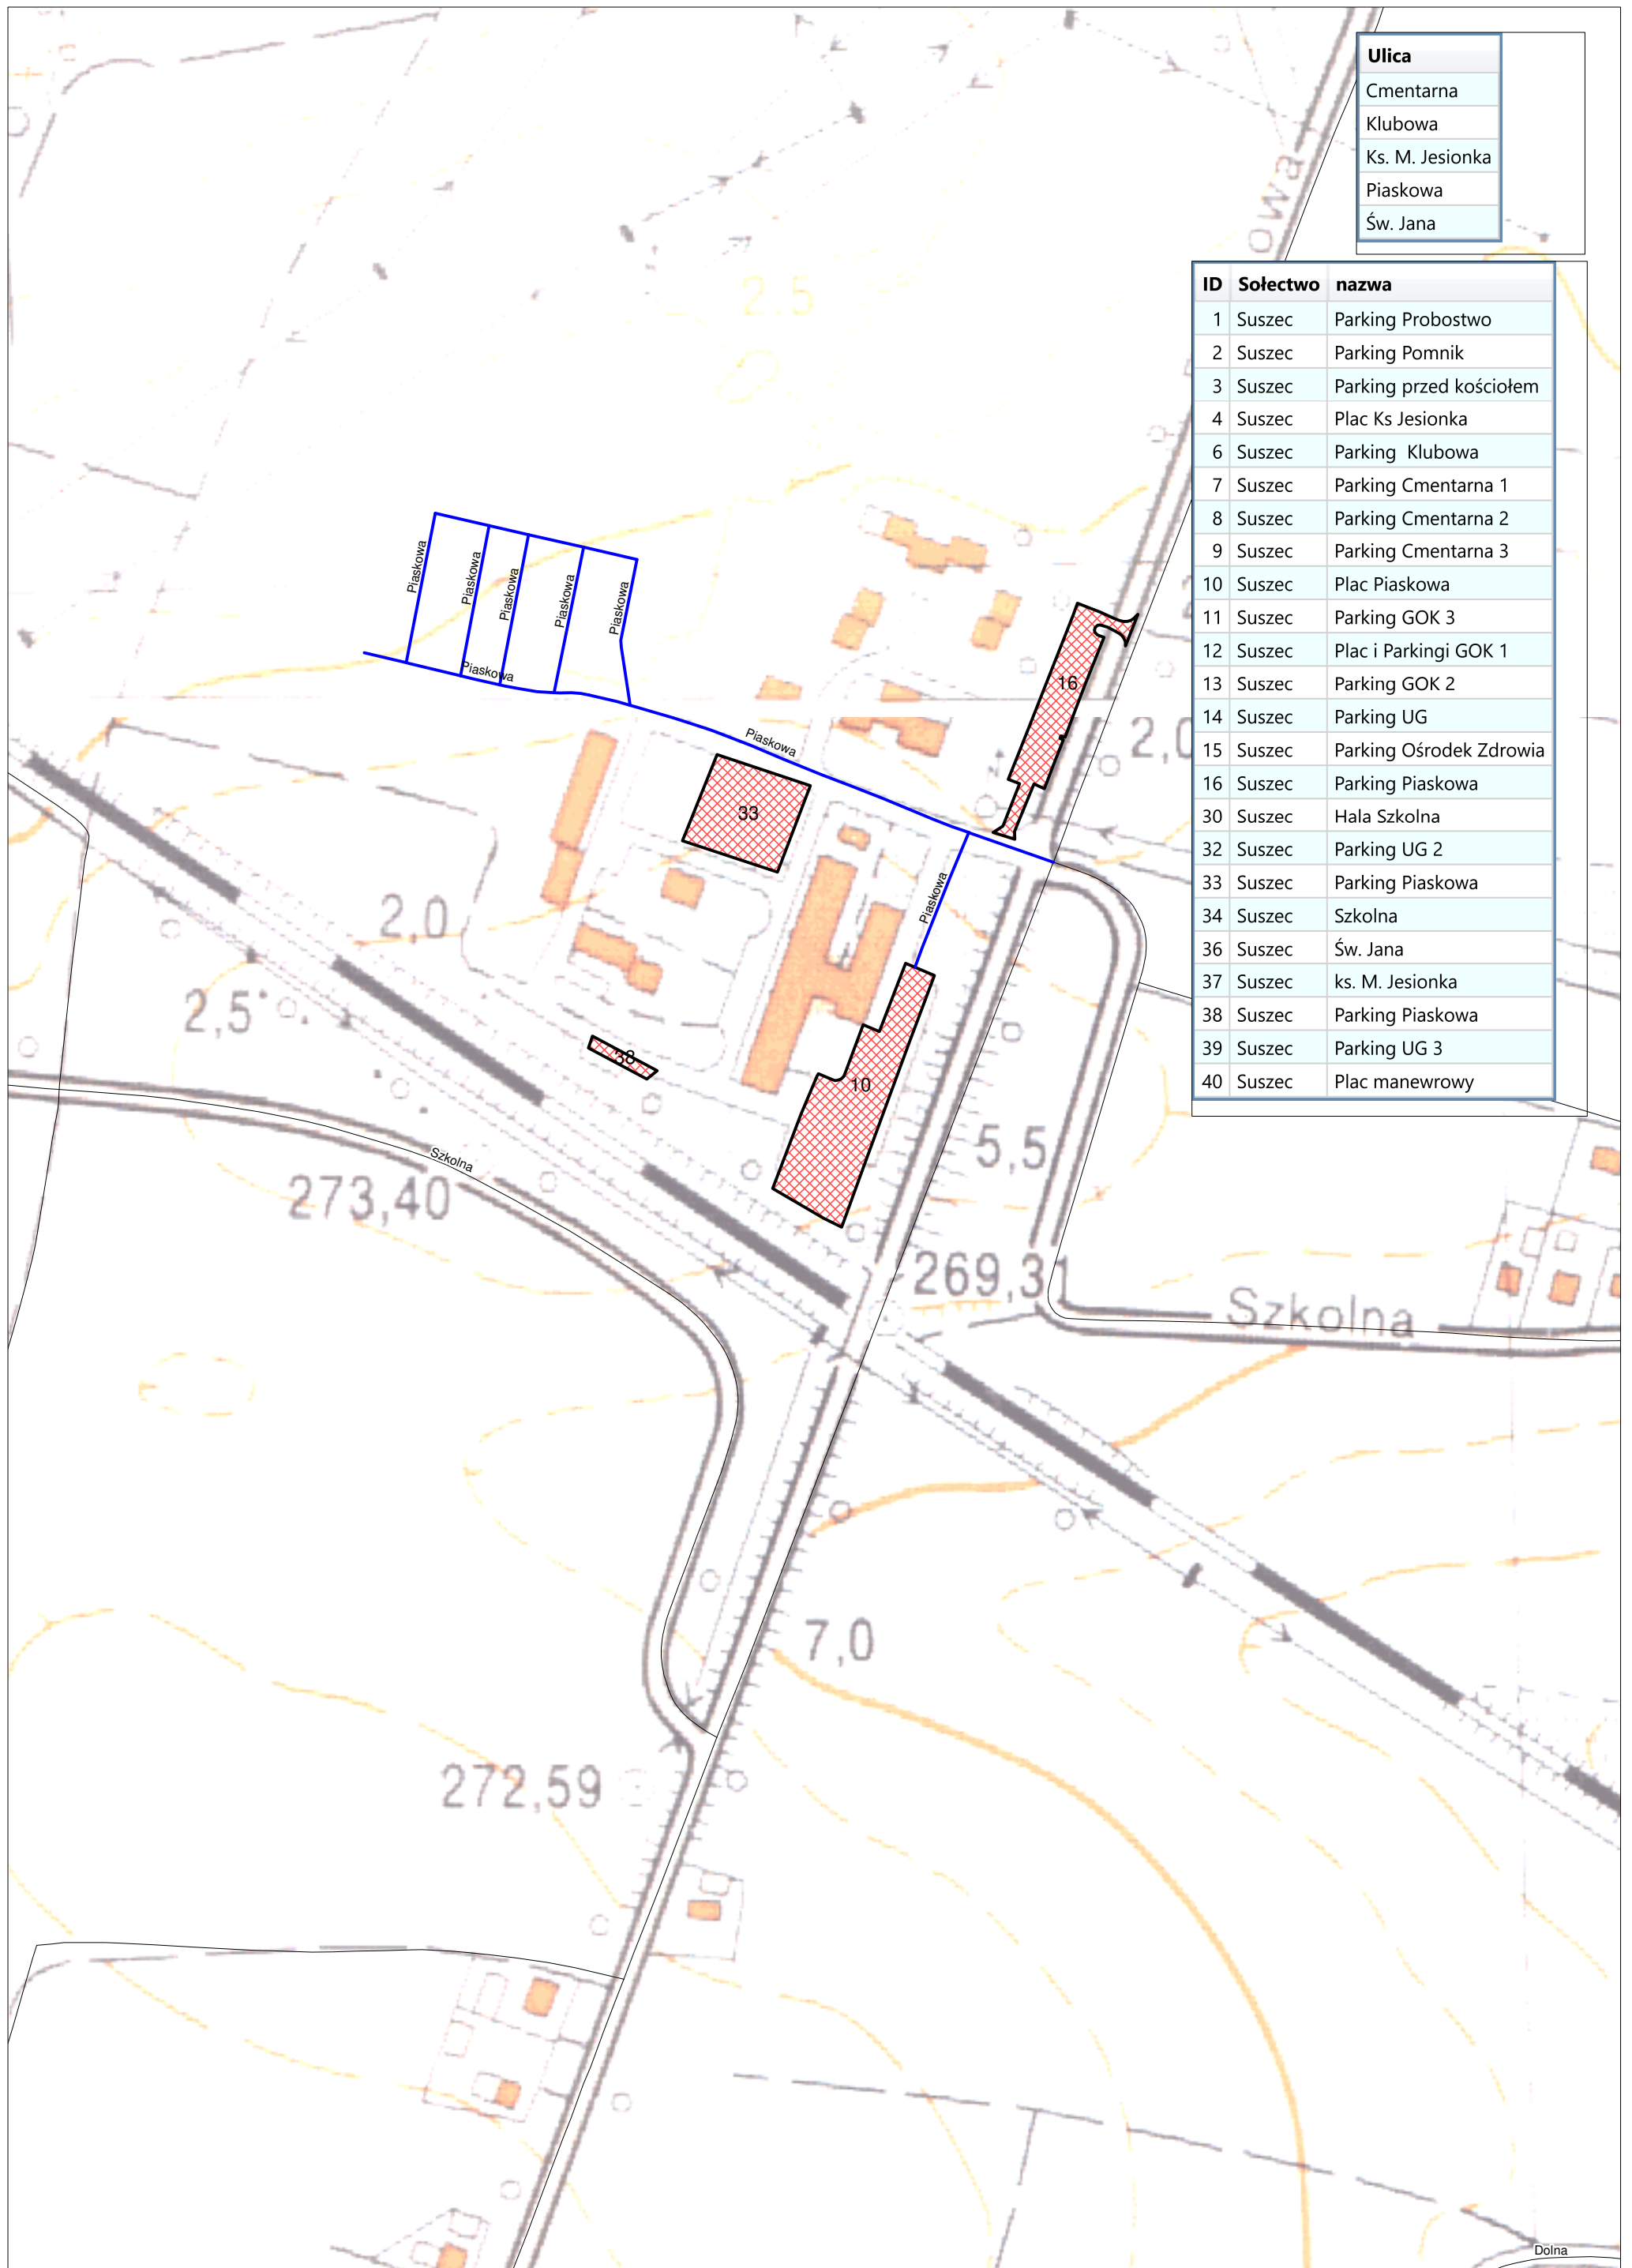 Ulica
Cmentarna
Klubowa
Ks. M. Jesionka
Piaskowa
Św. Jana
owa
ID Sołectwo nazwa
1 Suszec Parking Probostwo
2 Suszec Parking Pomnik
3 Suszec Parking przed kościołem
4 Suszec Plac Ks Jesionka
6 Suszec Parking Klubowa
7 Suszec Parking Cmentarna 1
8 Suszec Parking Cmentarna 2
9 Suszec Parking Cmentarna 3
10 Suszec Plac Piaskowa
11 Suszec Parking GOK 3
12 Suszec Plac i Parkingi GOK 1
13 Suszec Parking GOK 2
14 Suszec Parking UG
15 Suszec Parking Ośrodek Zdrowia
16 Suszec Parking Piaskowa
30 Suszec Hala Szkolna
32 Suszec Parking UG 2
33 Suszec Parking Piaskowa
34 Suszec Szkolna
36 Suszec Św. Jana
37 Suszec ks. M. Jesionka
38 Suszec Parking Piaskowa
39 Suszec Parking UG 3
40 Suszec Plac manewrowy
2.5
Piaskowa
Piaskowa
Piaskowa
Piaskowa
Piaskowa
Piaskowa
16
Piaskowa
2,0
33
Piaskowa
2,0
2,5
38
10
5,5
Szkolna
273,40
269,31
Szkolna
7,0
272,59
Dolna